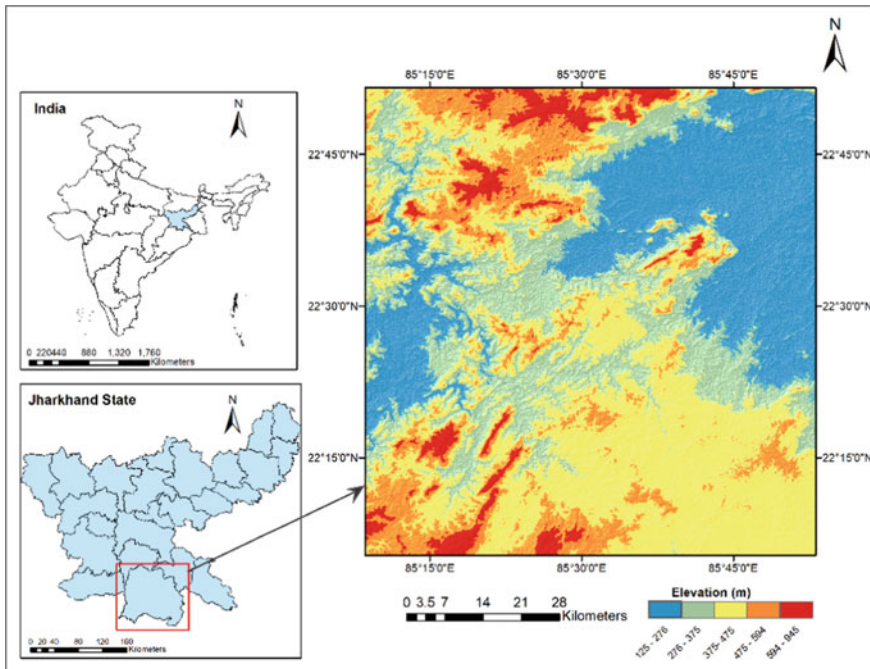 India
N
0 220440 880 1,320 1,760
Kilometers
Jharkhand State
N
0 20 40 80 120 160
Kilometers
N
85°15'0"E 85°30'0"E 85°45'0"E
22°45'0"N 22°45'0"N
22°30'0"N 22°30'0"N
22°15'0"N 22°15'0"N
85°15'0"E 85°30'0"E 85°45'0"E
0 3.5 7 14 21 28
Kilometers
Elevation (m)
125 - 276
276 - 375
375 - 475
475 - 594
594 - 945